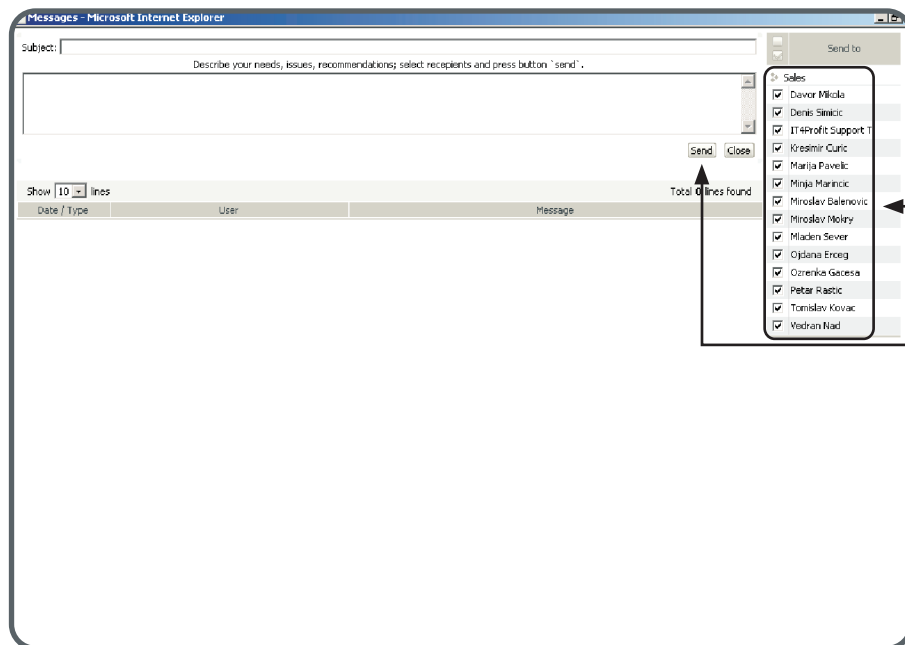 Messages - Microsoft Internet Explorer
Subject:
Describe your needs, issues, recommendations; select recepients and press button `send`.
Send Close
Show 10 lines
Total 0 lines found
Date / Type User Message
Send to
Sales
Davor Mikola
Denis Simicic
IT4Profit Support T
Kresimir Curic
Marija Pavelic
Minja Marincic
Miroslav Balenovic
Miroslav Mokry
Mladen Sever
Ojdana Erceg
Ozrenka Gacesa
Petar Rastic
Tomislav Kovac
Vedran Nad